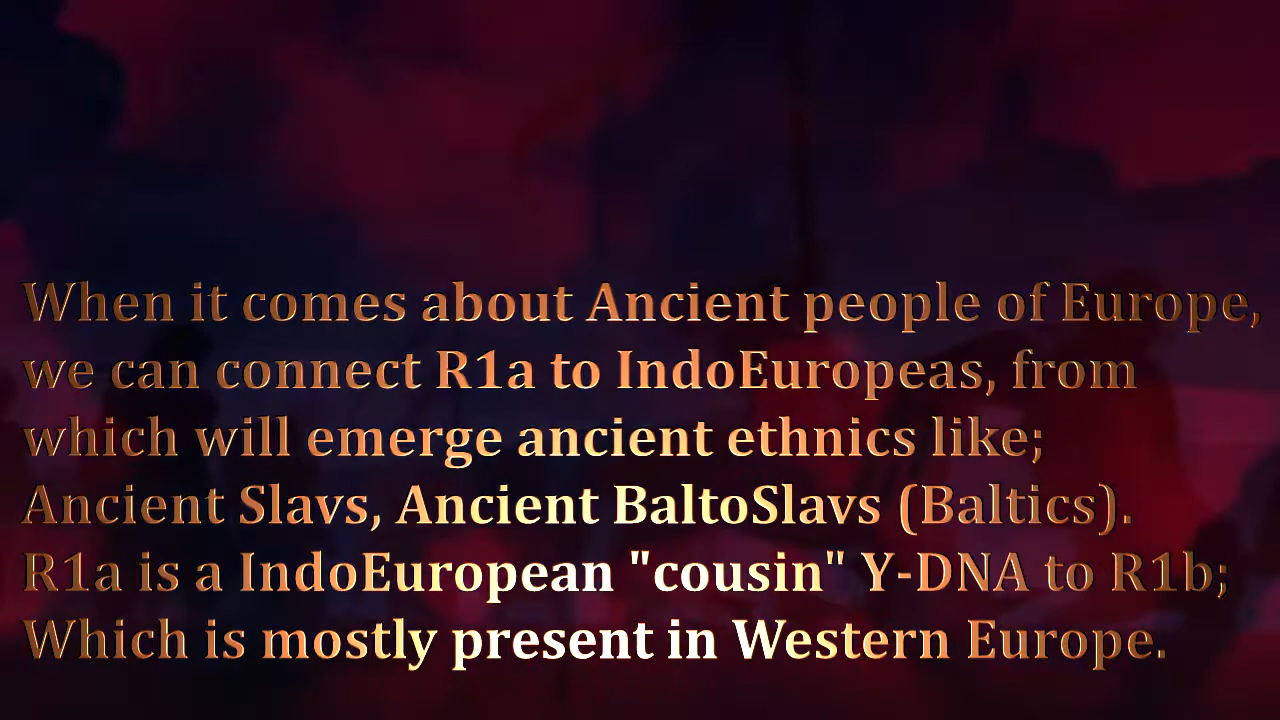 When it comes about Ancient people of Europe,
we can connect R1a to IndoEuropeas, from
which will emerge ancient ethnics like;
Ancient Slavs, Ancient BaltoSlavs (Baltics).
R1a is a IndoEuropean "cousin" Y-DNA to R1b;
Which is mostly present in Western Europe.